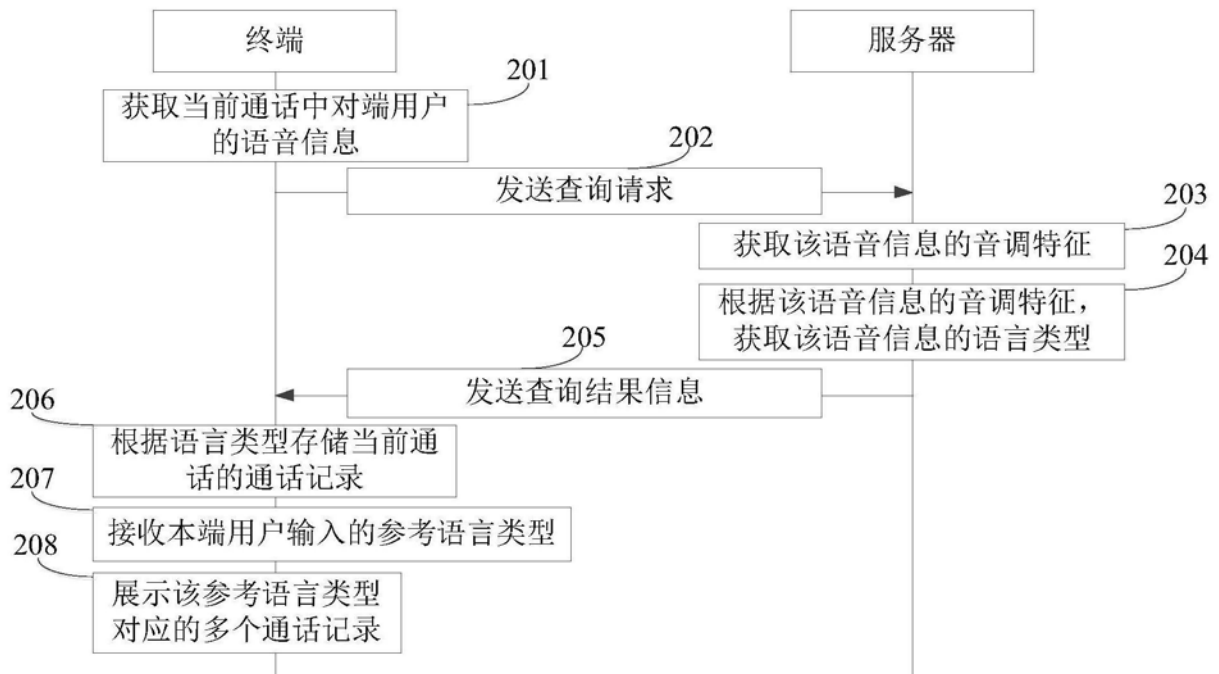 终端
服务器
201
获取当前通话中对端用户
的语音信息
202
发送查询请求
203
获取该语音信息的音调特征
204
根据该语音信息的音调特征，
获取该语音信息的语言类型
205
发送查询结果信息
206
根据语言类型存储当前通
话的通话记录
207
接收本端用户输入的参考语言类型
208
展示该参考语言类型
对应的多个通话记录